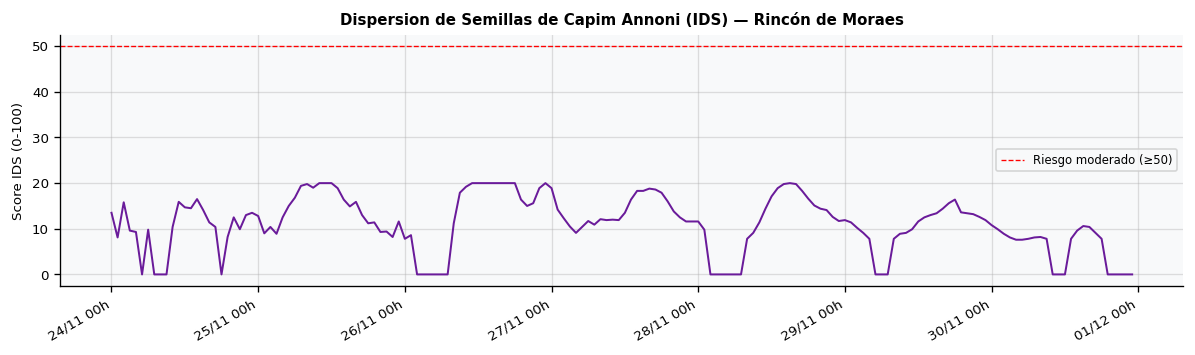 Dispersion de Semillas de Capim Annoni (IDS) — Rincón de Moraes
Score IDS (0-100)
50
40
30
20
10
0
Riesgo moderado (≥50)
24/11 00h
25/11 00h
26/11 00h
27/11 00h
28/11 00h
29/11 00h
30/11 00h
01/12 00h